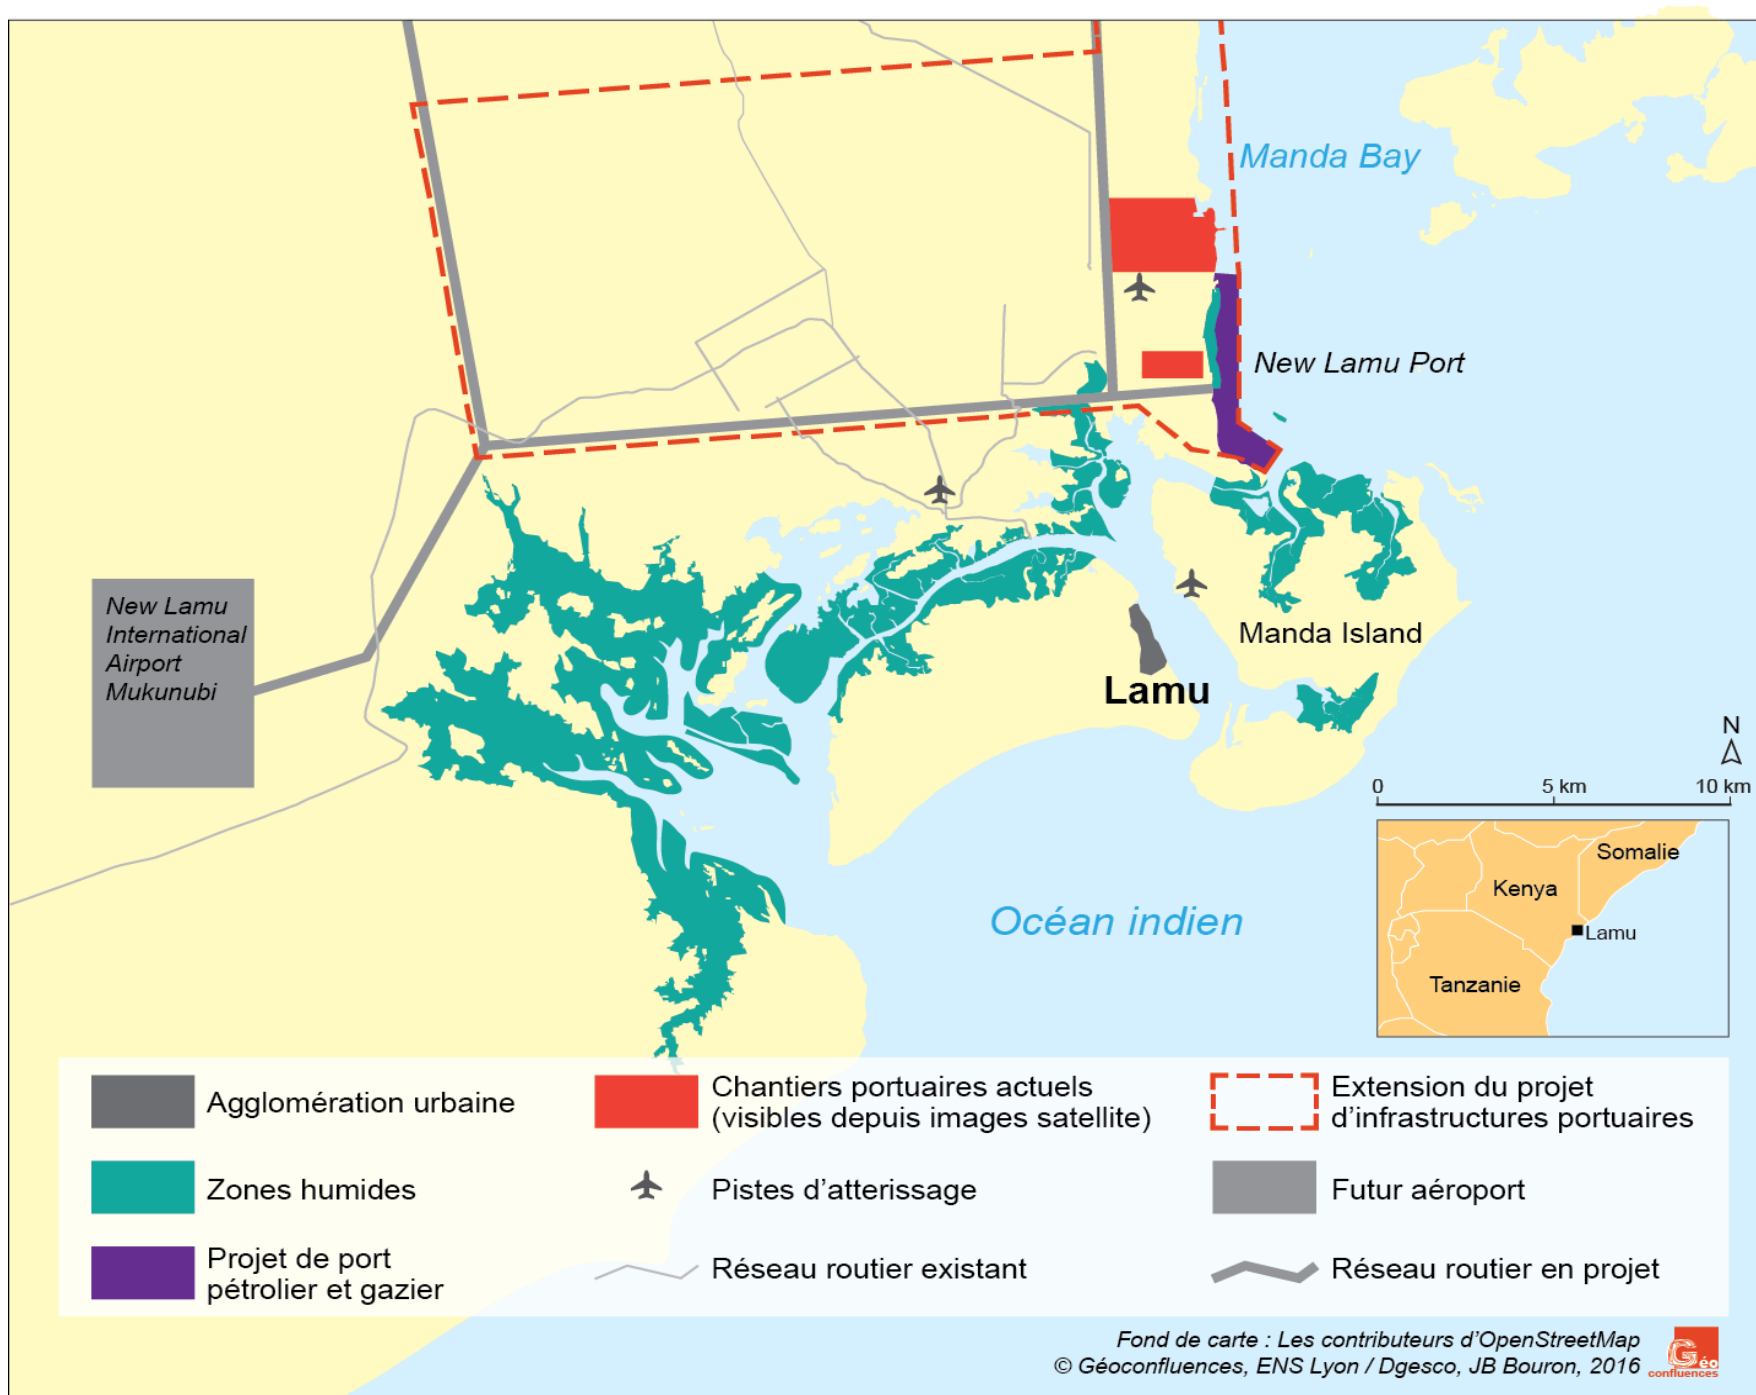 Manda Bay
New Lamu Port
New Lamu
International
Airport
Mukunubi
Manda Island
Lamu
N
0 5 km 10 km
Océan indien
Somalie
Kenya
Lamu
Tanzanie
Agglomération urbaine
Zones humides
Projet de port
pétrolier et gazier
Chantiers portuaires actuels
(visibles depuis images satellite)
Pistes d’atterissage
Réseau routier existant
Extension du projet
d’infrastructures portuaires
Futur aéroport
Réseau routier en projet
Fond de carte : Les contributeurs d’OpenStreetMap
© Géoconfluences, ENS Lyon / Dgesco, JB Bouron, 2016
Géo
confluences